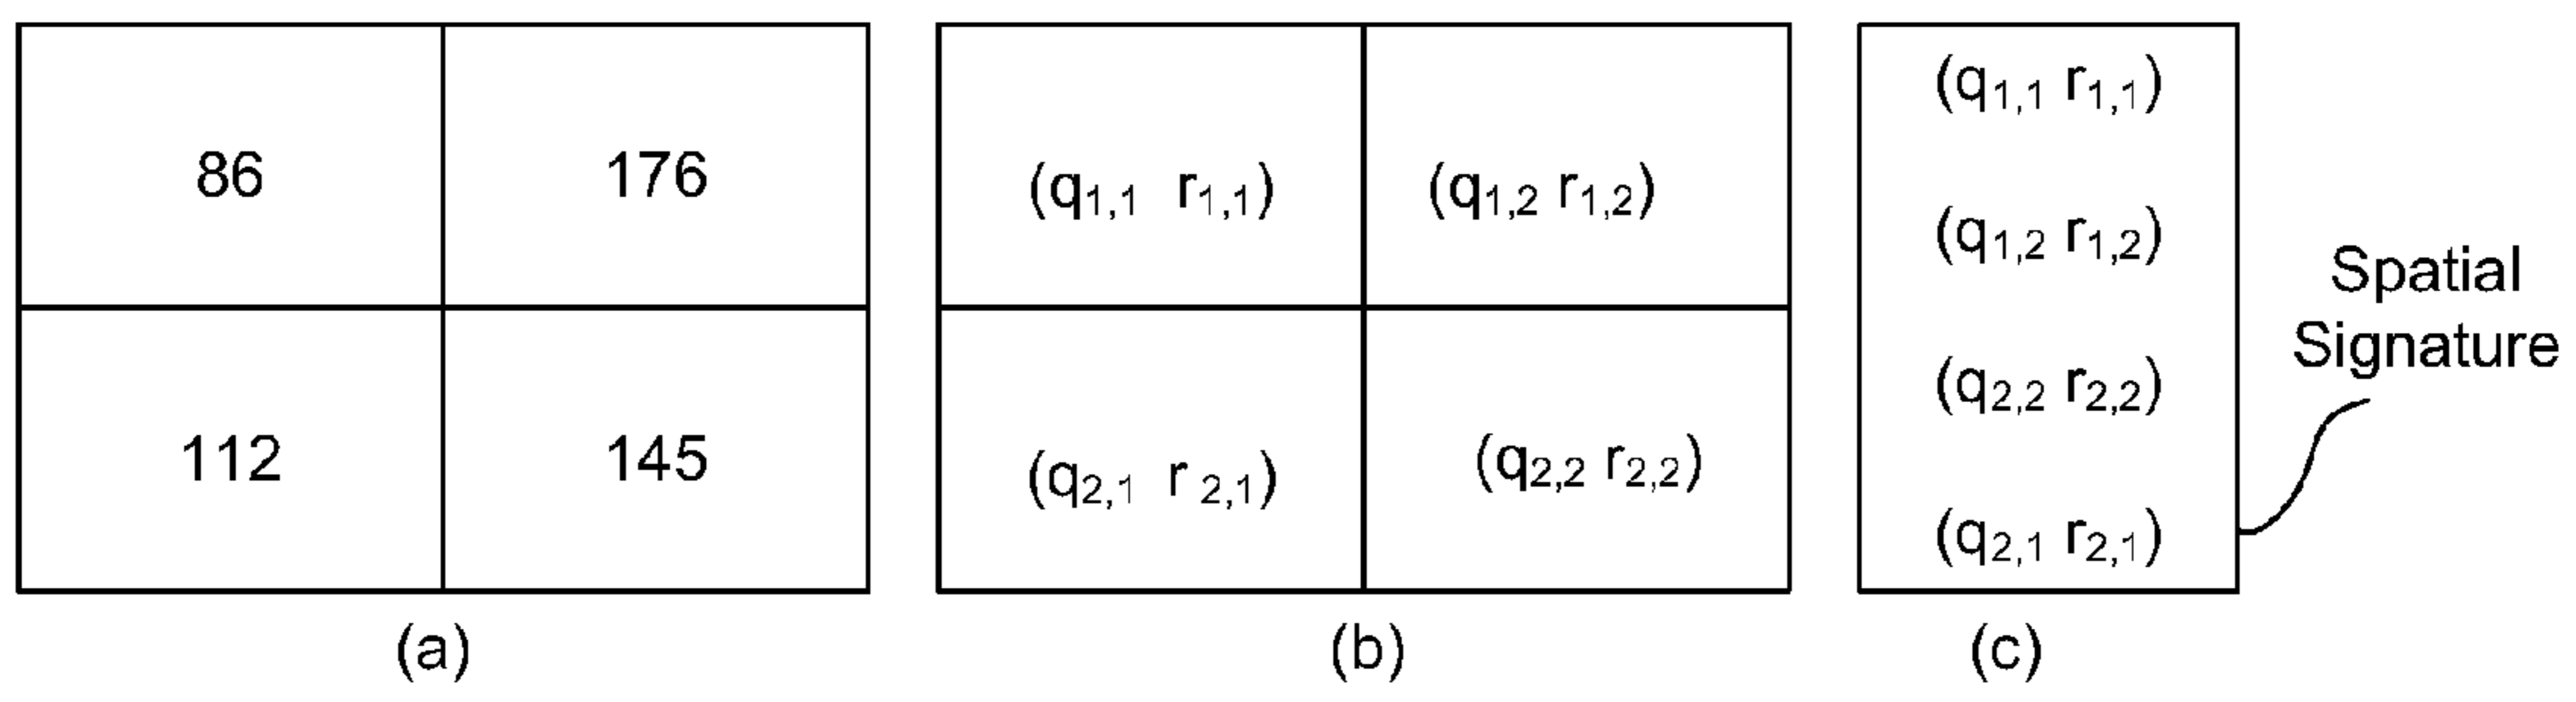 86 176
112 145
(a)
(q1,1 r1,1) (q1,2 r1,2)
(q2,1 r 2,1) (q2,2 r2,2)
(b)
(q1,1 r1,1)
(q1,2 r1,2)
(q2,2 r2,2)
(q2,1 r2,1)
(c)
Spatial
Signature